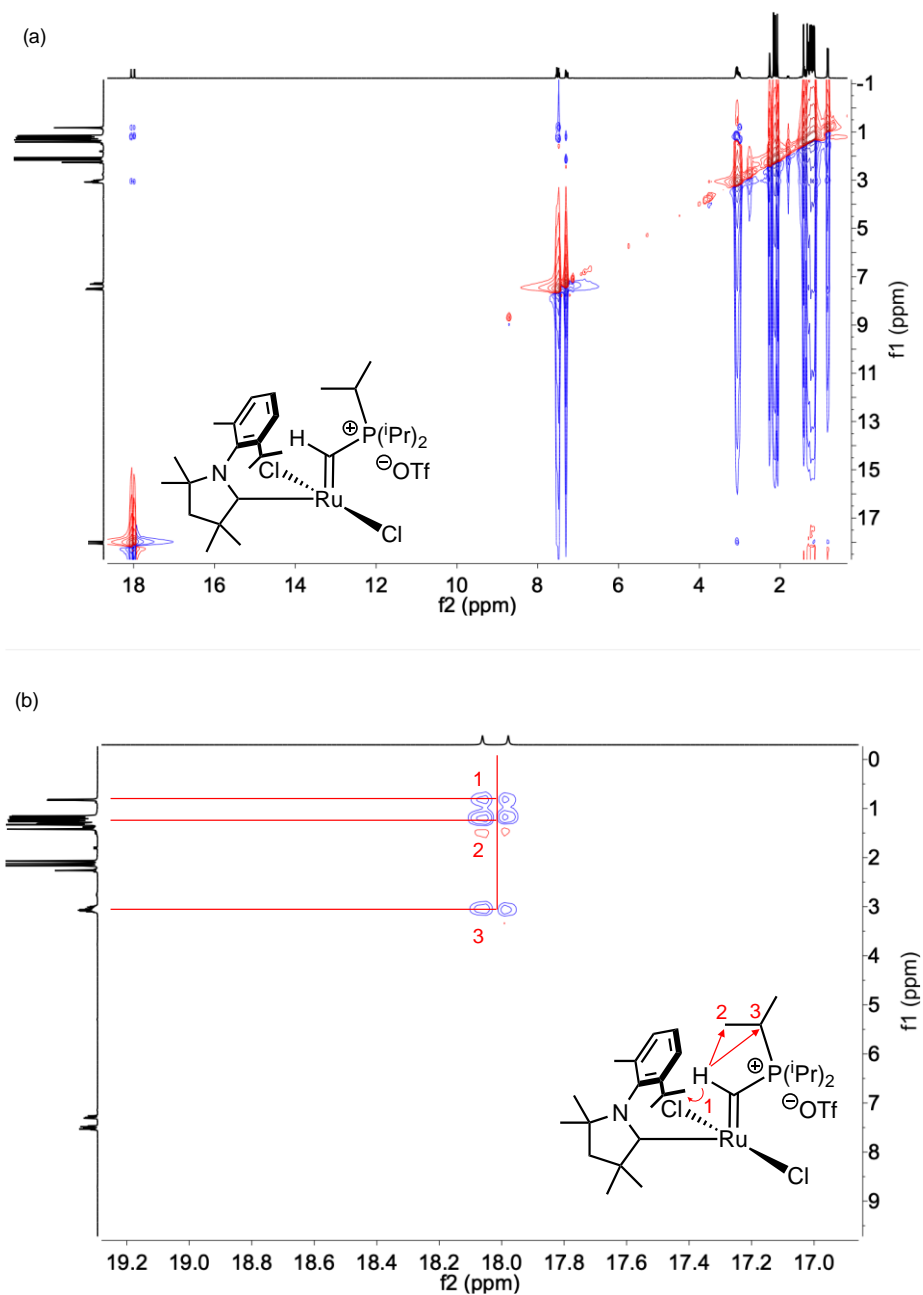 (a)
-1
1
3
5
7
9
11
13
15
17
f1 (ppm)
H
P(ⁱPr)₂
⊕
⊖OTf
Cl
N
Ru
Cl
18 16 14 12 10 8 6 4 2
f2 (ppm)
(b)
0
1
1
2
2
3
3
4
5
6
7
8
9
f1 (ppm)
2 3
H
⊕
P(ⁱPr)₂
1
⊖OTf
Cl
N
Ru
Cl
19.2 19.0 18.8 18.6 18.4 18.2 18.0 17.8 17.6 17.4 17.2 17.0
f2 (ppm)